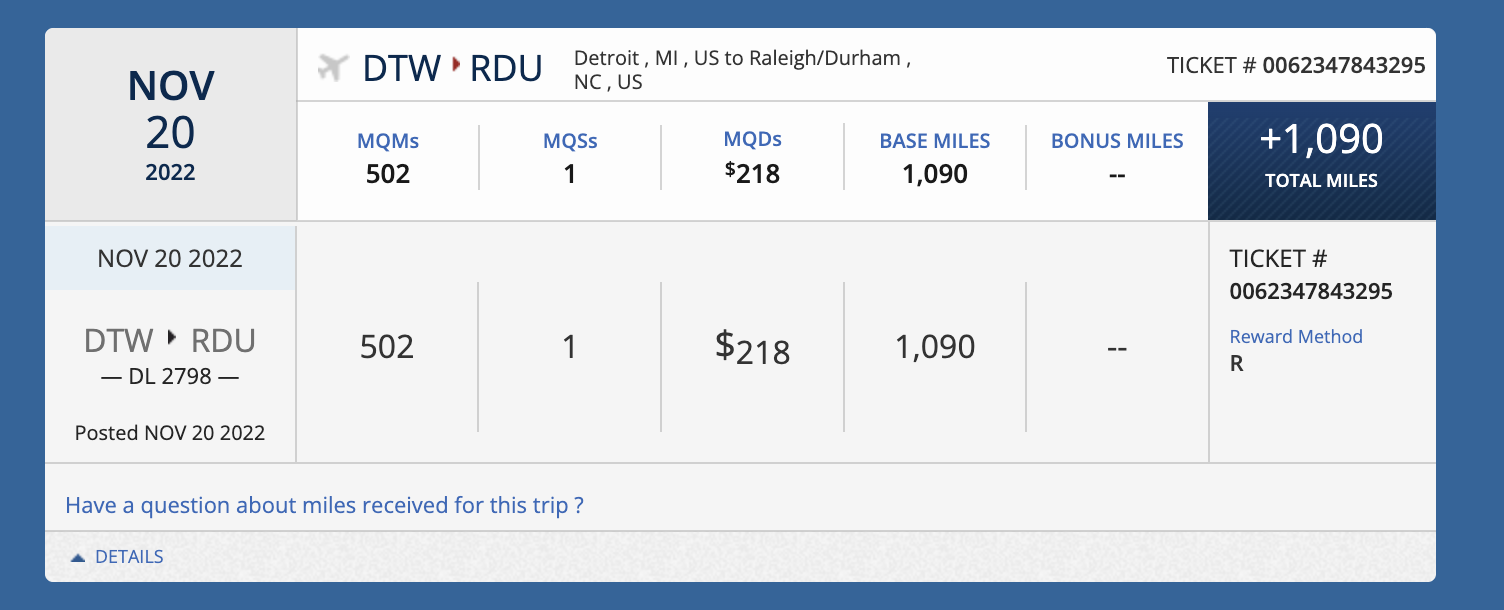 NOV
20
2022
DTW RDU
Detroit , MI , US to Raleigh/Durham ,
NC , US
TICKET # 0062347843295
MQMs
502
MQSs
1
MQDs
$218
BASE MILES
1,090
BONUS MILES
--
+1,090
TOTAL MILES
NOV 20 2022
DTW RDU
— DL 2798 —
Posted NOV 20 2022
502
1
$218
1,090
--
TICKET #
0062347843295
Reward Method
R
Have a question about miles received for this trip ?
DETAILS